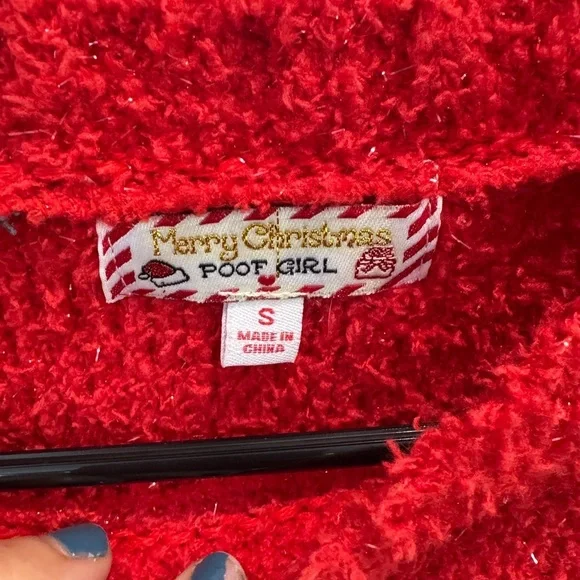 Merry Christmas
POOF GIRL
S
MADE IN
CHINA